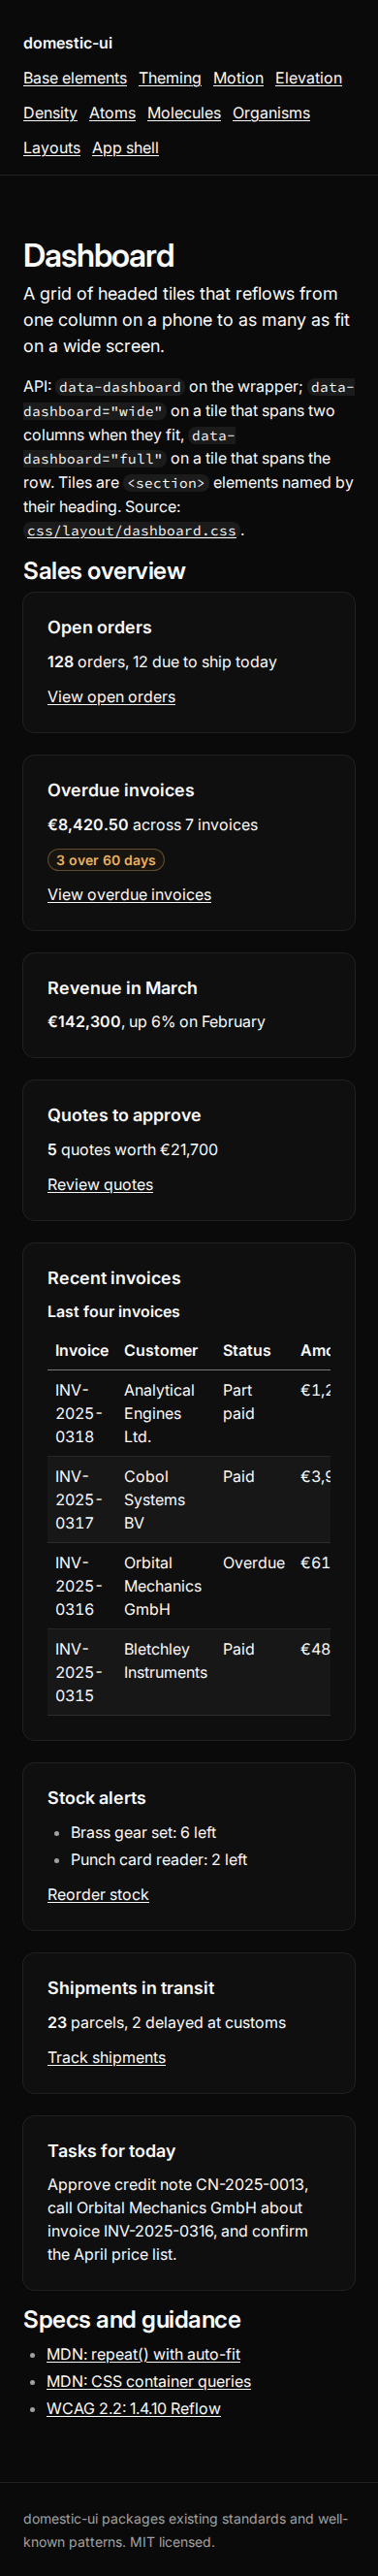 domestic-ui
Base elements Theming Motion Elevation
Density Atoms Molecules Organisms
Layouts App shell
Dashboard
A grid of headed tiles that reflows from
one column on a phone to as many as fit
on a wide screen.
API: data-dashboard on the wrapper; data-
dashboard="wide" on a tile that spans two
columns when they fit, data-
dashboard="full" on a tile that spans the
row. Tiles are <section> elements named by
their heading. Source:
css/layout/dashboard.css.
Sales overview
Open orders
128 orders, 12 due to ship today
View open orders
Overdue invoices
€8,420.50 across 7 invoices
3 over 60 days
View overdue invoices
Revenue in March
€142,300, up 6% on February
Quotes to approve
5 quotes worth €21,700
Review quotes
Recent invoices
Last four invoices
Invoice Customer Status Amo
INV- Analytical Part €1,2
2025- Engines paid
0318 Ltd.
INV- Cobol Paid €3,9
2025- Systems
0317 BV
INV- Orbital Overdue €61
2025- Mechanics
0316 GmbH
INV- Bletchley Paid €48
2025- Instruments
0315
Stock alerts
Brass gear set: 6 left
Punch card reader: 2 left
Reorder stock
Shipments in transit
23 parcels, 2 delayed at customs
Track shipments
Tasks for today
Approve credit note CN-2025-0013,
call Orbital Mechanics GmbH about
invoice INV-2025-0316, and confirm
the April price list.
Specs and guidance
MDN: repeat() with auto-fit
MDN: CSS container queries
WCAG 2.2: 1.4.10 Reflow
domestic-ui packages existing standards and well-
known patterns. MIT licensed.